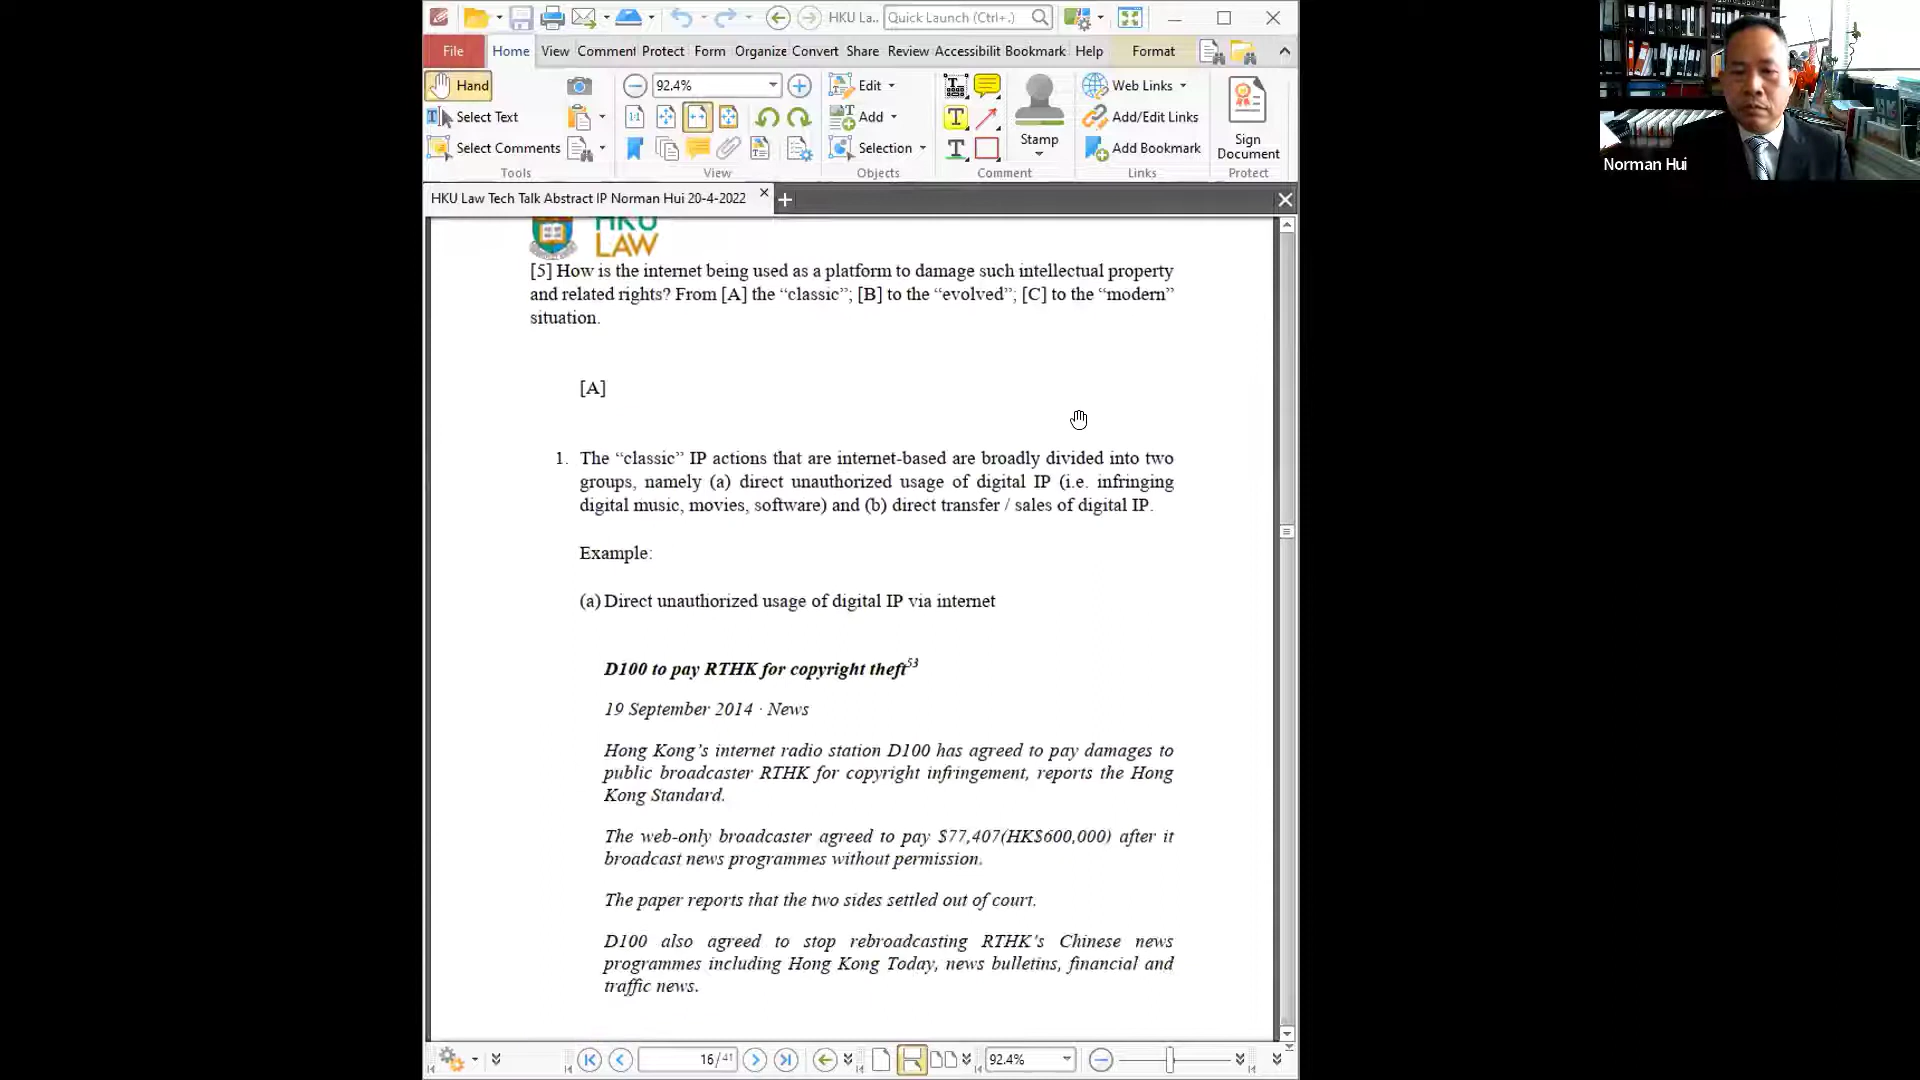 HKU La.. Quick Launch (Ctrl+.)
File Home View Comment Protect Form Organize Convert Share Review Accessibilit Bookmark Help Format
Hand
Select Text
Select Comments
Tools
92.4%
View
Edit
Add
Selection
Objects
Stamp
Comment
Web Links
Add/Edit Links
Add Bookmark
Links
Sign
Document
Protect
Norman Hui
HKU Law Tech Talk Abstract IP Norman Hui 20-4-2022
HKU
LAW
[5] How is the internet being used as a platform to damage such intellectual property
and related rights? From [A] the “classic”; [B] to the “evolved”; [C] to the “modern”
situation.
[A]
1. The “classic” IP actions that are internet-based are broadly divided into two
groups, namely (a) direct unauthorized usage of digital IP (i.e. infringing
digital music, movies, software) and (b) direct transfer / sales of digital IP.
Example:
(a) Direct unauthorized usage of digital IP via internet
D100 to pay RTHK for copyright theft53
19 September 2014 · News
Hong Kong’s internet radio station D100 has agreed to pay damages to
public broadcaster RTHK for copyright infringement, reports the Hong
Kong Standard.
The web-only broadcaster agreed to pay $77,407(HK$600,000) after it
broadcast news programmes without permission.
The paper reports that the two sides settled out of court.
D100 also agreed to stop rebroadcasting RTHK’s Chinese news
programmes including Hong Kong Today, news bulletins, financial and
traffic news.
16/41
92.4%